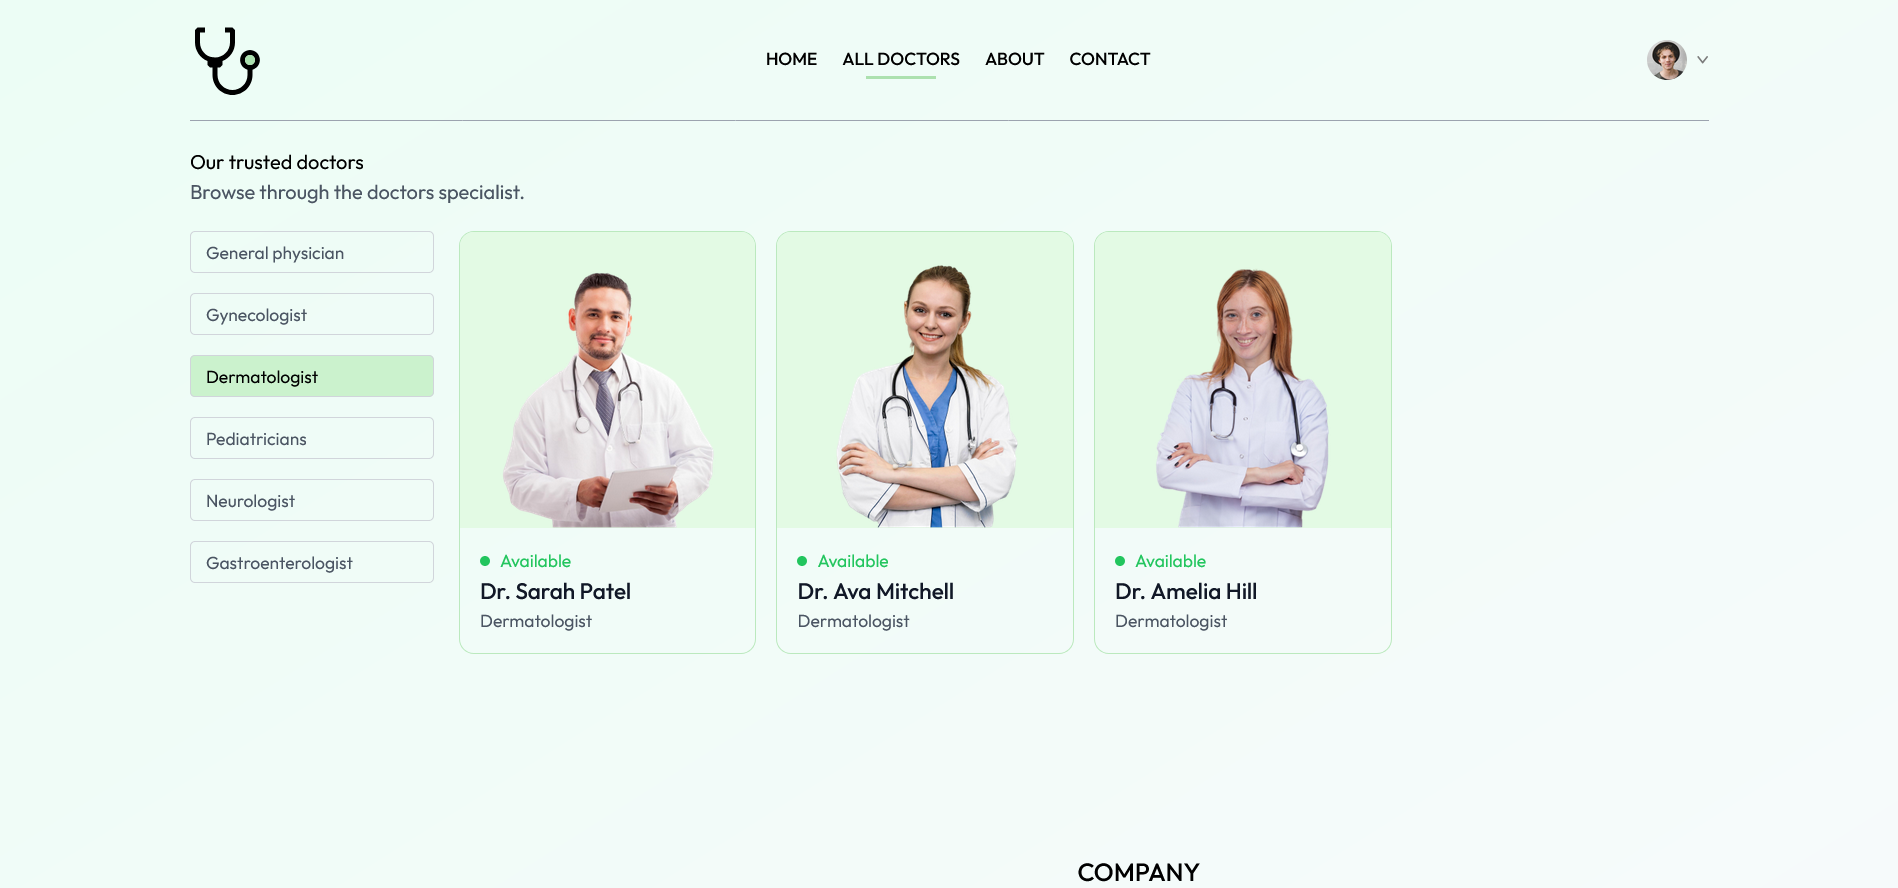 HOME
ALL DOCTORS
ABOUT
CONTACT
Our trusted doctors
Browse through the doctors specialist.
General physician
Gynecologist
Dermatologist
Pediatricians
Neurologist
Gastroenterologist
Available
Dr. Sarah Patel
Dermatologist
Available
Dr. Ava Mitchell
Dermatologist
Available
Dr. Amelia Hill
Dermatologist
COMPANY